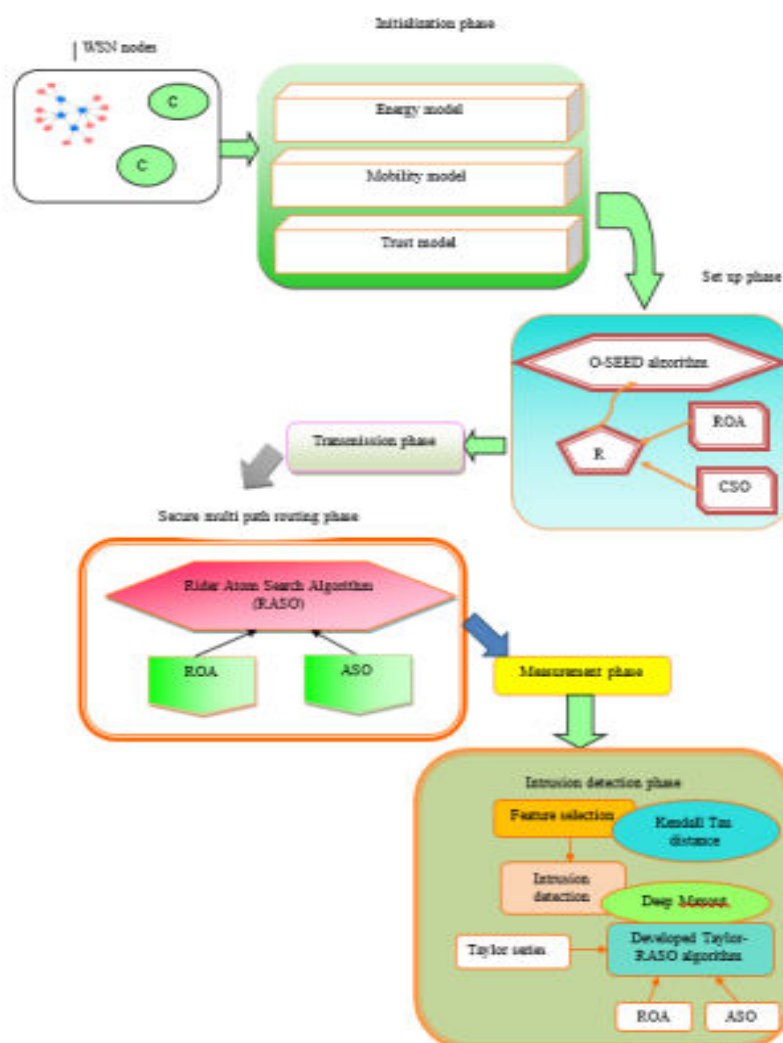 Initialization phase
WSN nodes
C
C
Energy model
Mobility model
Trust model
Set up phase
O-SEED algorithm
ROA
R
CSO
Transmission phase
Secure multi path routing phase
Rider Atom Search Algorithm
(RASO)
ROA
ASO
Measurement phase
Intrusion detection phase
Feature selection
Kendall Tau
distance
Intrusion
detection
Deep Maxout
Developed Taylor-
RASO algorithm
Taylor series
ROA
ASO